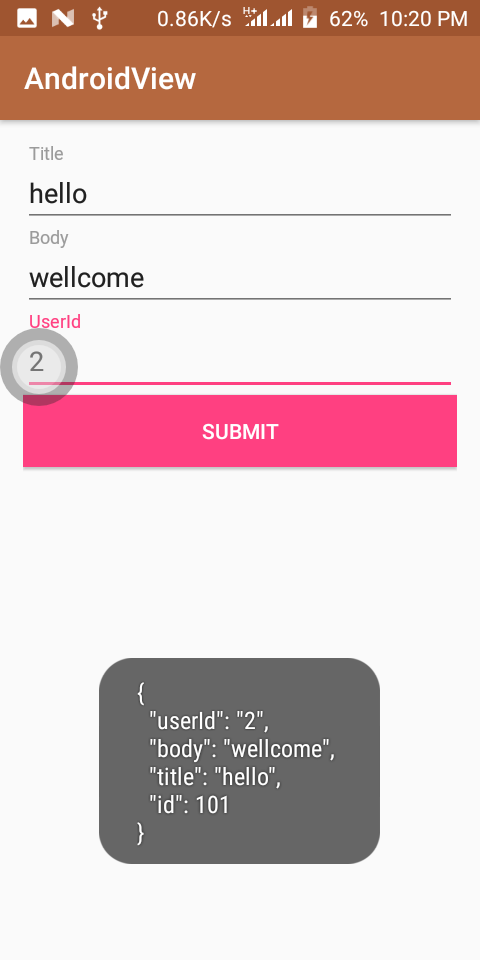 0.86K/s H+ 62% 10:20 PM
AndroidView
Title
hello
Body
wellcome
UserId
2
SUBMIT
{
"userId": "2",
"body": "wellcome",
"title": "hello",
"id": 101
}